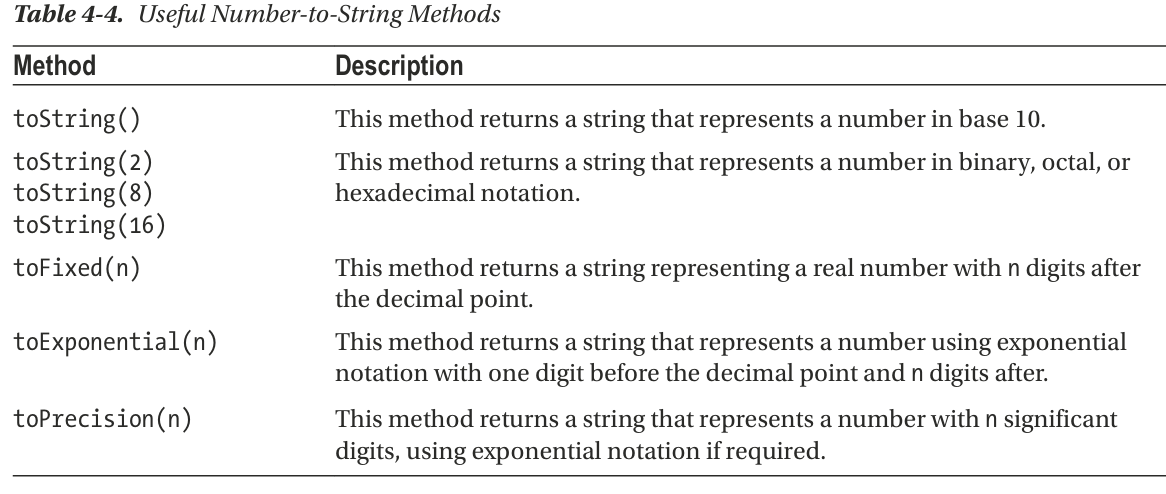 Table 4-4. Useful Number-to-String Methods
Method Description
toString() This method returns a string that represents a number in base 10.
toString(2) This method returns a string that represents a number in binary, octal, or
toString(8) hexadecimal notation.
toString(16)
toFixed(n) This method returns a string representing a real number with n digits after
the decimal point.
toExponential(n) This method returns a string that represents a number using exponential
notation with one digit before the decimal point and n digits after.
toPrecision(n) This method returns a string that represents a number with n significant
digits, using exponential notation if required.